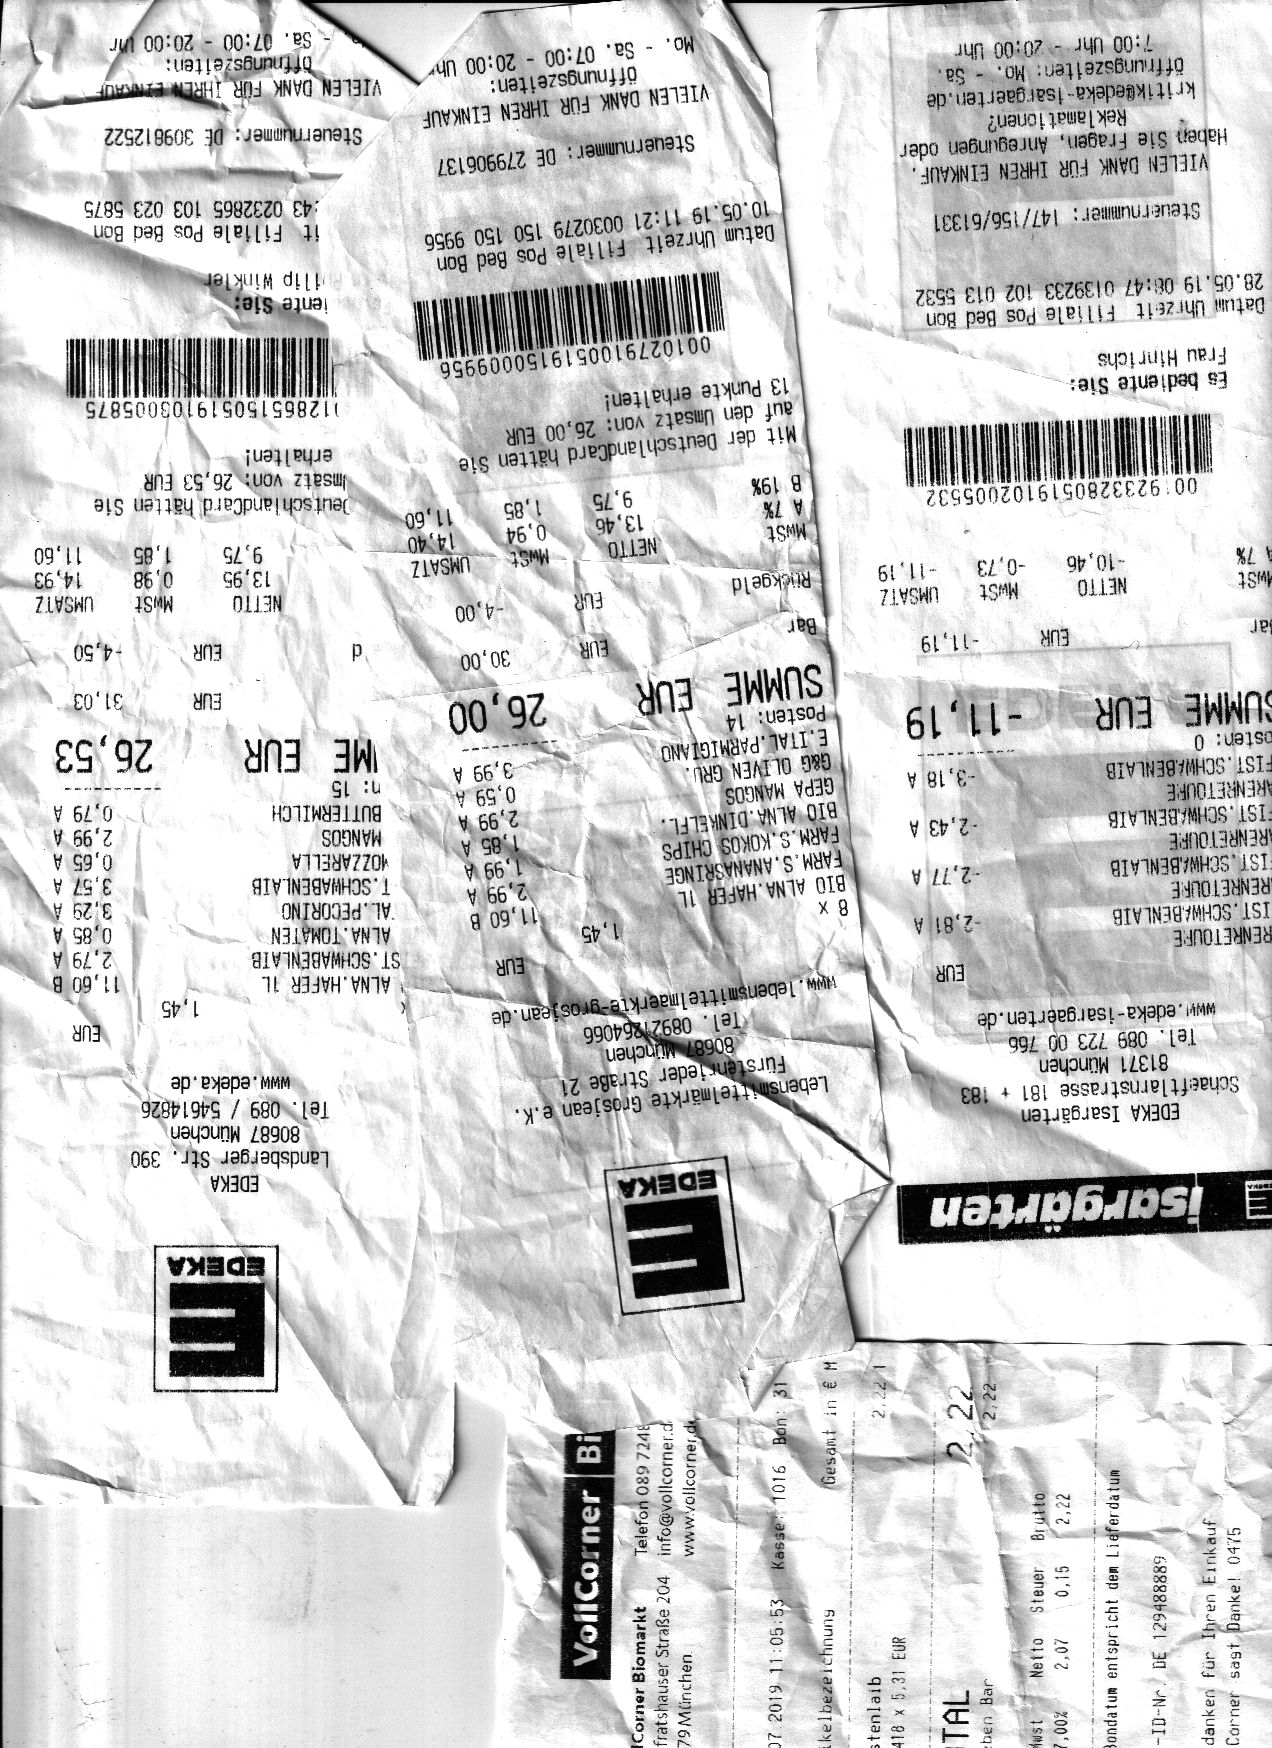 EDEKA
EDEKA
Landsberger Str. 390
80687 München
Tel. 089 / 54614826
www.edeka.de
EUR
1,45
ALNA.HAFER 1L 11,60 B
ST.SCHWABENLAIB 2,79 A
ALNA.TOMATEN 0,85 A
AL.PECORINO 3,29 A
T.SCHWABENLAIB 3,57 A
MOZZARELLA 0,65 A
MANGOS 2,99 A
BUTTERMILCH 0,79 A
n: 15
ME EUR 26,53
EUR 31,03
d EUR -4,50
NETTO MwSt UMSATZ
13,95 0,98 14,93
9,75 1,85 11,60
DeutschlandCard hätten Sie
Umsatz von: 26,53 EUR
erhalten!
112865150519103005875
iente Sie:
illip Winkler
it Filiale Pos Bed Bon
:43 0232865 103 023 5875
Steuernummer: DE 309812522
VIELEN DANK FÜR IHREN EINKAUF
Öffnungszeiten:
- Sa. 07:00 - 20:00 Uhr
EDEKA
Lebensmittelmärkte Grosjean e.K.
Fürstenrieder Straße 21
80687 München
Tel. 08921264066
www.lebensmittelmaerkte-grosjean.de
EUR
8 x 1,45
BIO ALNA.HAFER 1L 11,60 B
FARM.S.ANANASRINGE 2,99 A
FARM.S.KOKOS CHIPS 1,99 A
BIO ALNA.DINKELFL. 1,85 A
GEPA MANGOS 2,99 A
G&G OLIVEN GRÜ. 0,59 A
E.ITAL.PARMIGIANO 3,99 A
Posten: 14
SUMME EUR 26,00
Bar EUR 30,00
Rückgeld EUR -4,00
MwSt NETTO MwSt UMSATZ
A 7% 13,46 0,94 14,40
B 19% 9,75 1,85 11,60
Mit der DeutschlandCard hätten Sie
auf den Umsatz von: 26,00 EUR
13 Punkte erhalten!
0010279100519150009956
Datum Uhrzeit Filiale Pos Bed Bon
10.05.19 11:21 0030279 150 150 9956
Steuernummer: DE 279906137
VIELEN DANK FÜR IHREN EINKAUF
Öffnungszeiten:
Mo. - Sa. 07:00 - 20:00 Uhr
EDEKA isargärten
EDEKA Isargärten
Schaeftlarnstrasse 181 + 183
81371 München
Tel. 089 723 00 766
www.edeka-isargaerten.de
EUR
RENRETOURE
IST.SCHWABENLAIB -2,81 A
ARENRETOURE
IST.SCHWABENLAIB -2,77 A
ARENRETOURE
FIST.SCHWABENLAIB -2,43 A
ARENRETOURE
FIST.SCHWABENLAIB -3,18 A
osten: 0
SUMME EUR -11,19
ar EUR -11,19
wSt NETTO MwSt UMSATZ
A 7% -10,46 -0,73 -11,19
0019233280519102005532
Es bediente Sie:
Frau Hinrichs
Datum Uhrzeit Filiale Pos Bed Bon
28.05.19 08:47 0139233 102 013 5532
Steuernummer: 147/156/61331
VIELEN DANK FÜR IHREN EINKAUF.
Haben Sie Fragen, Anregungen oder
Reklamationen?
kritik@edeka-isargaerten.de
Öffnungszeiten: Mo. - Sa.
7:00 Uhr - 20:00 Uhr
VollCorner Bi
lCorner Biomarkt Telefon 089 7248
fratshauser Straße 204 info@vollcorner.d
79 München www.vollcorner.de
07 2019 11:05:53 Kasse: 1016 Bon: 31
ikelbezeichnung Gesamt in € M
stenlaib
418 x 5,31 EUR 2,22 1
TAL 2,22
eben Bar 2,22
Mwst Netto Steuer Brutto
7,00% 2,07 0,15 2,22
Bondatum entspricht dem Lieferdatum
-ID-Nr. DE 129488889
danken für Ihren Einkauf
Corner sagt Danke! 0475